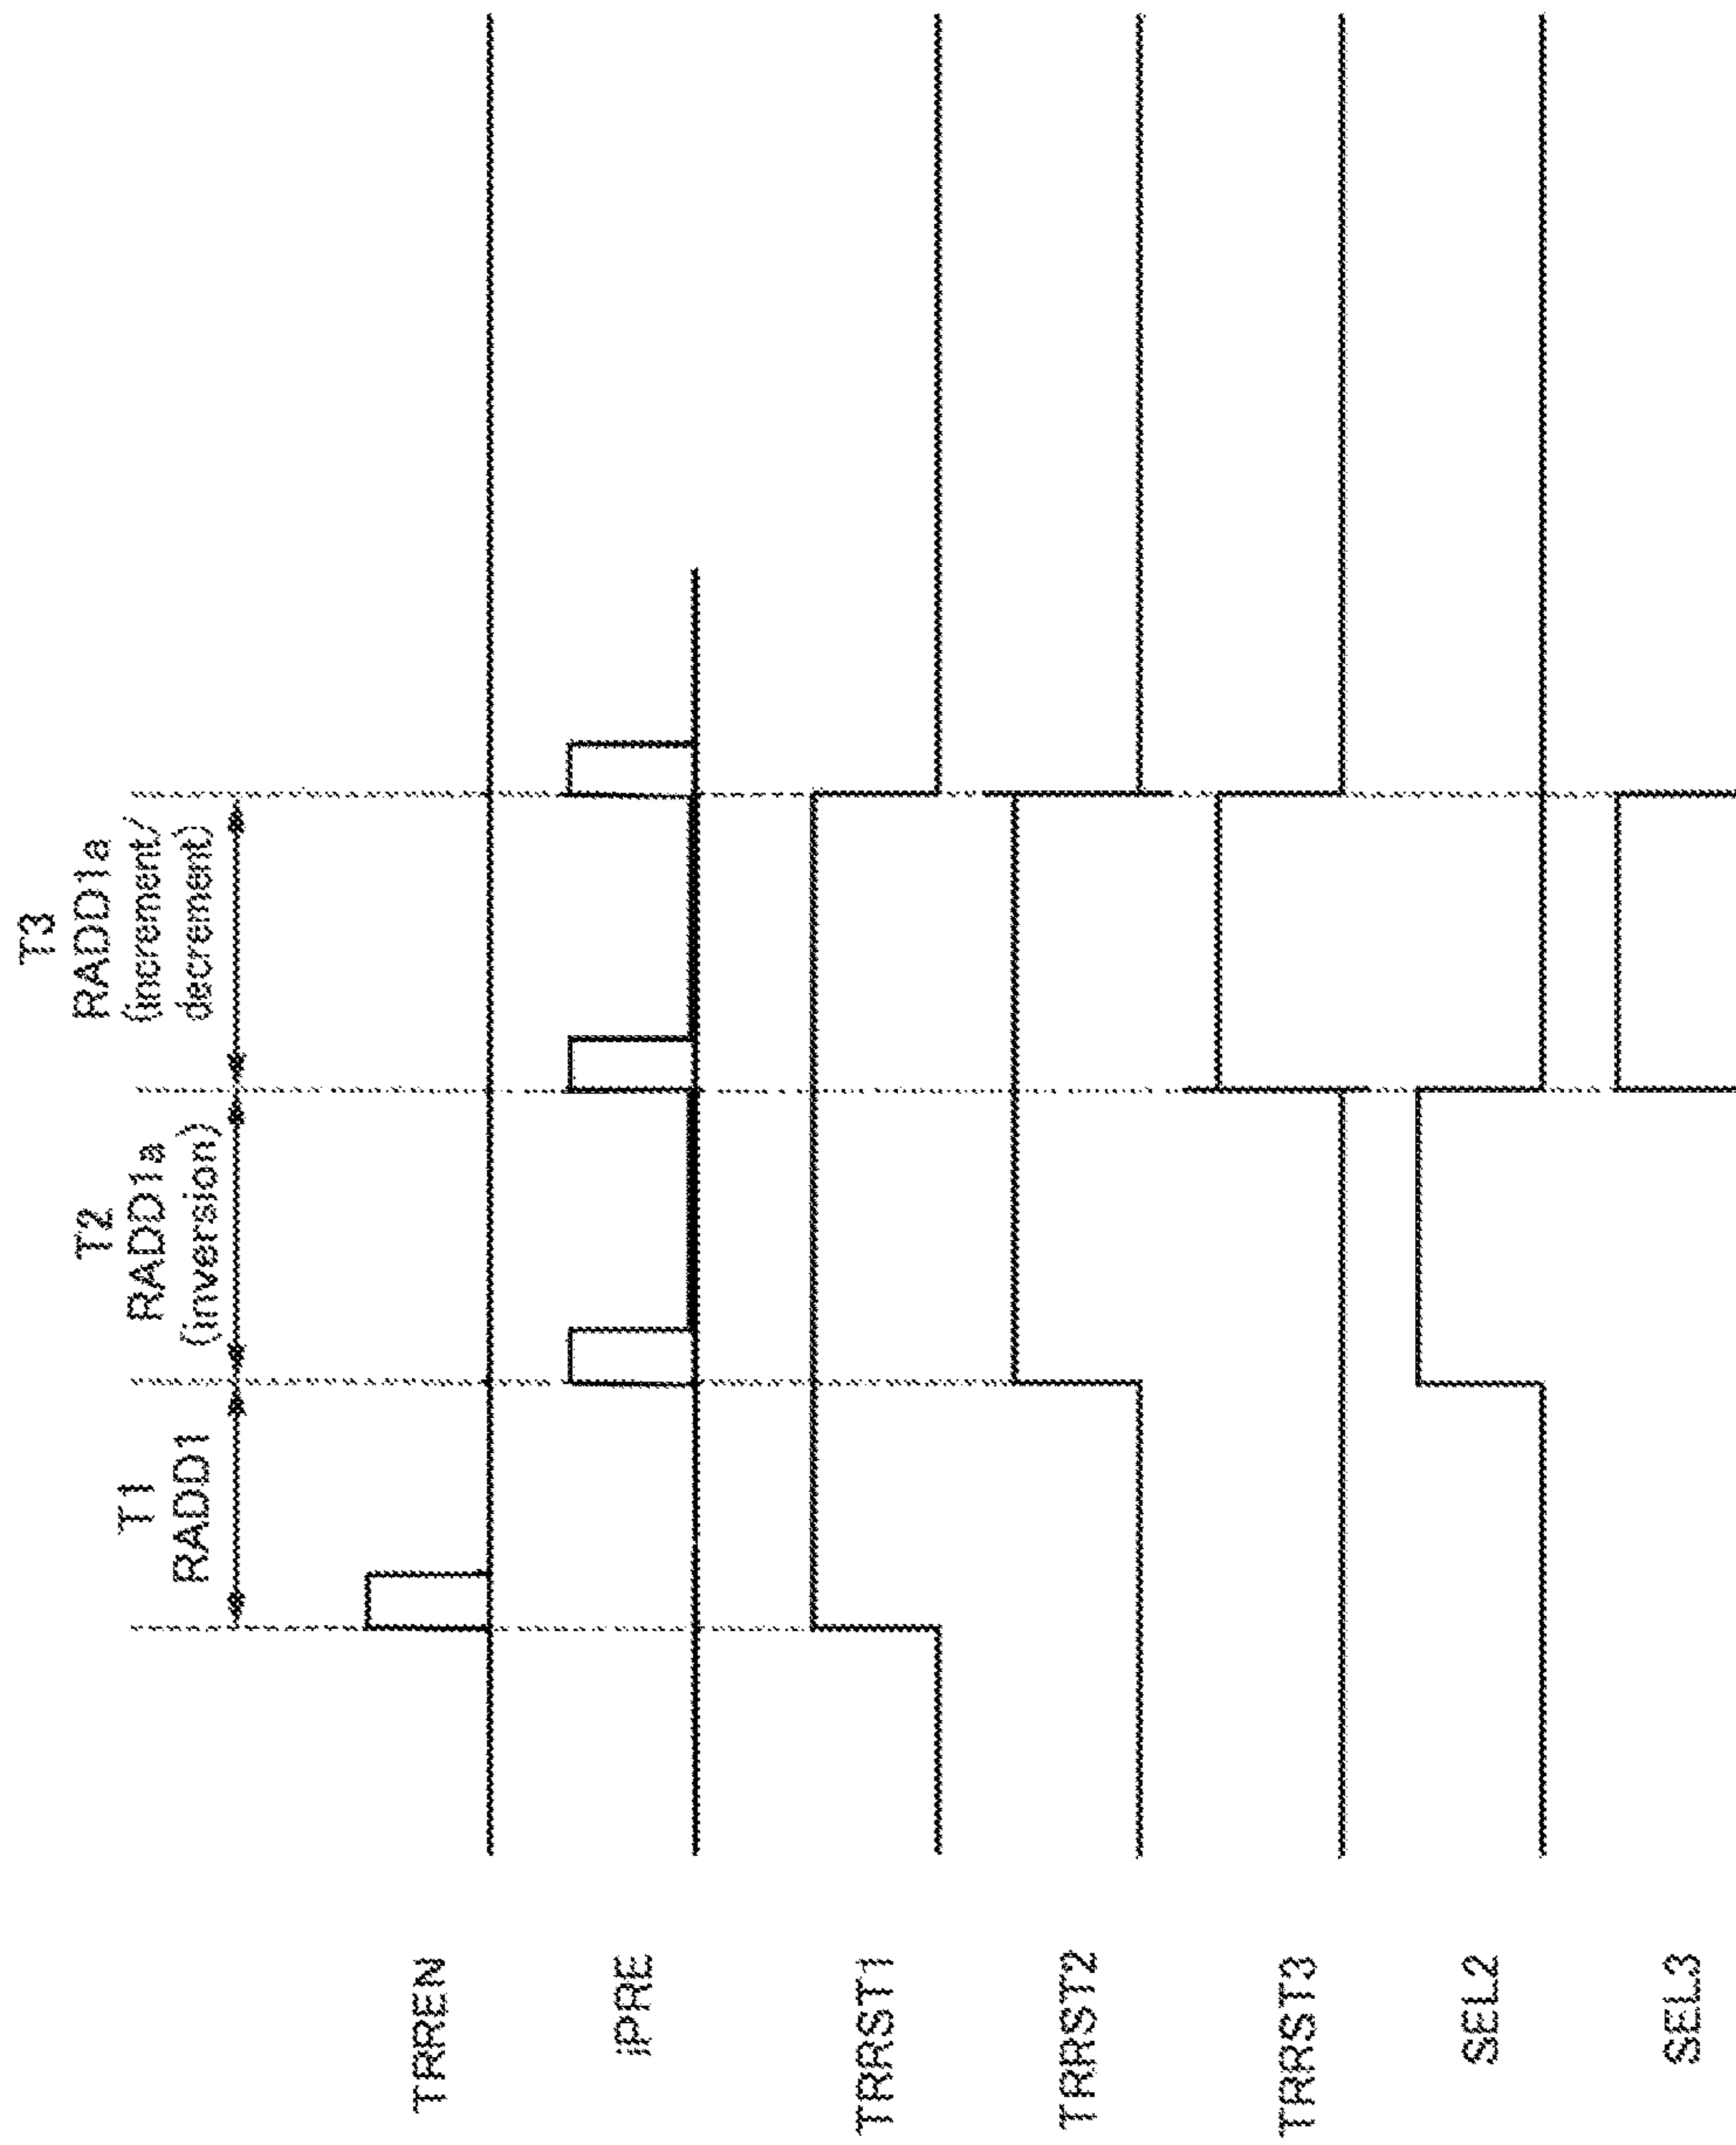 T1
RADD1
T2
RADD1a
(inversion)
T3
RADD1a
(increment/
decrement)
TRREN
iPRE
TRRST1
TRRST2
TRRST3
SEL2
SEL3